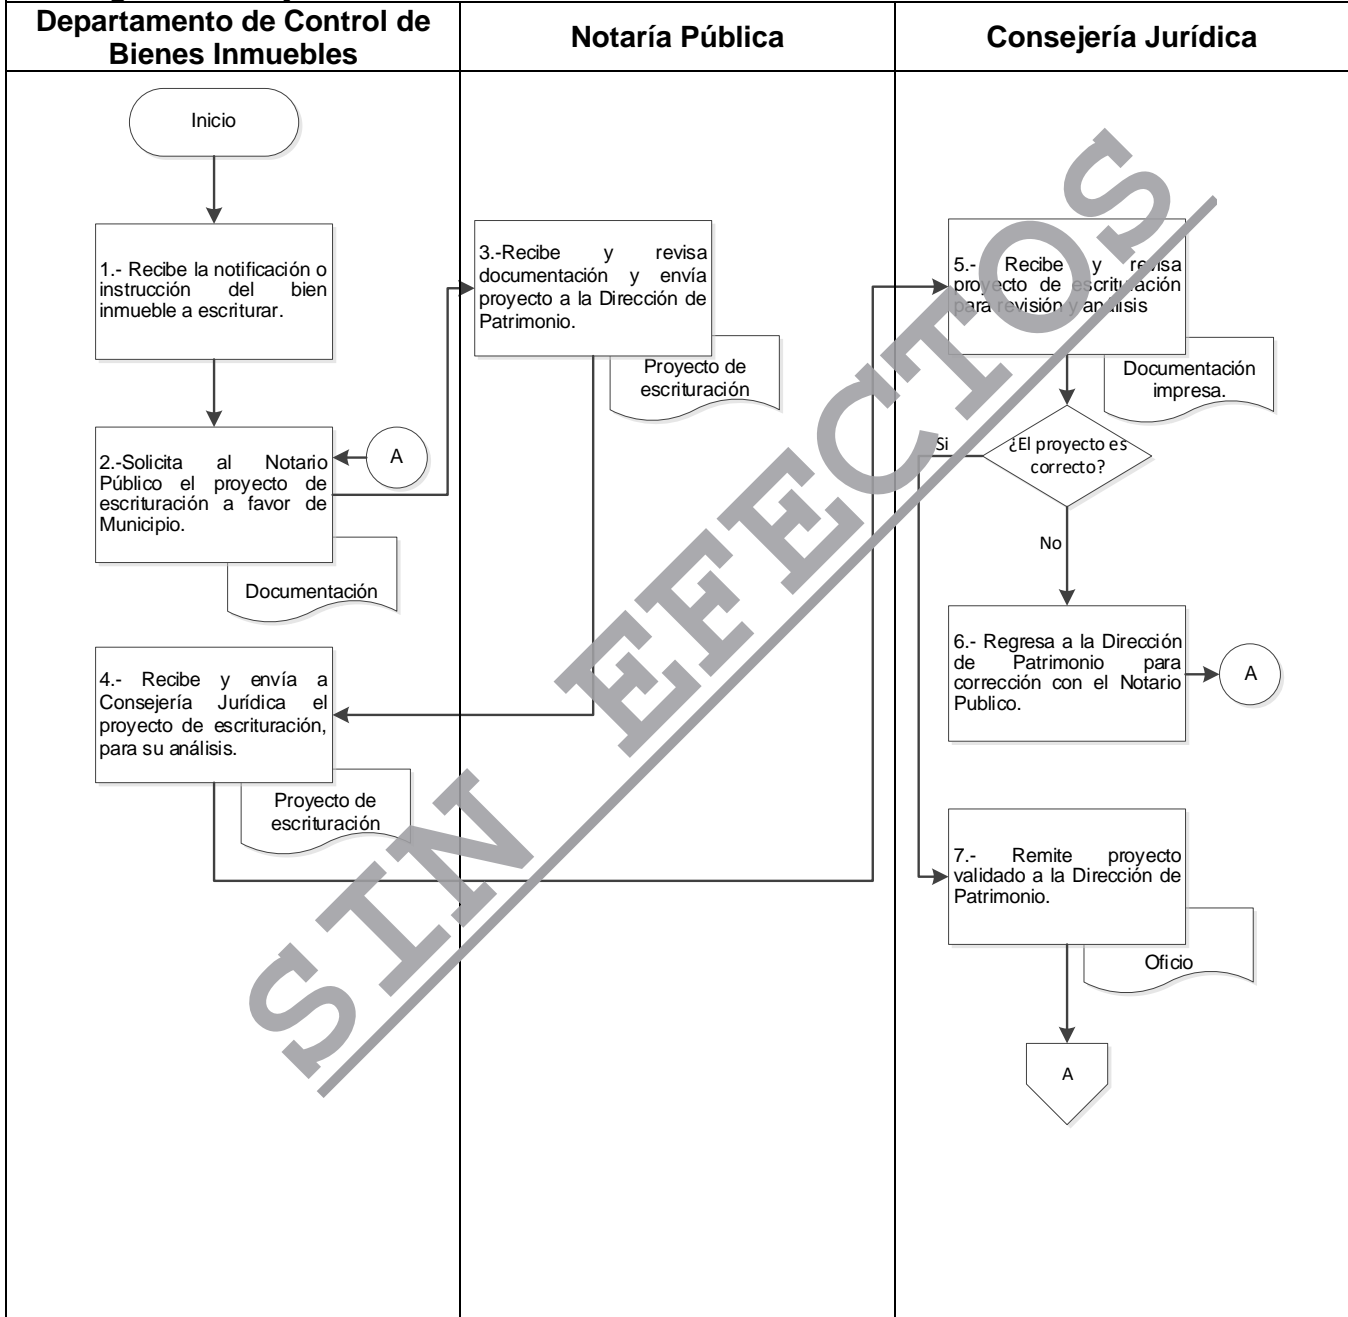 Departamento de Control de
Bienes Inmuebles
Notaría Pública
Consejería Jurídica
Inicio
1.- Recibe la notificación o
instrucción del bien
inmueble a escriturar.
2.-Solicita al Notario
Público el proyecto de
escrituración a favor de
Municipio.
A
Documentación
3.-Recibe y revisa
documentación y envía
proyecto a la Dirección de
Patrimonio.
Proyecto de
escrituración
4.- Recibe y envía a
Consejería Jurídica el
proyecto de escrituración,
para su análisis.
Proyecto de
escrituración
5.- Recibe y revisa
proyecto de escrituración
para revisión y análisis
Documentación
impresa.
¿El proyecto es
correcto?
Si
No
6.- Regresa a la Dirección
de Patrimonio para
corrección con el Notario
Publico.
A
7.- Remite proyecto
validado a la Dirección de
Patrimonio.
Oficio
A
SIN EFECTOS